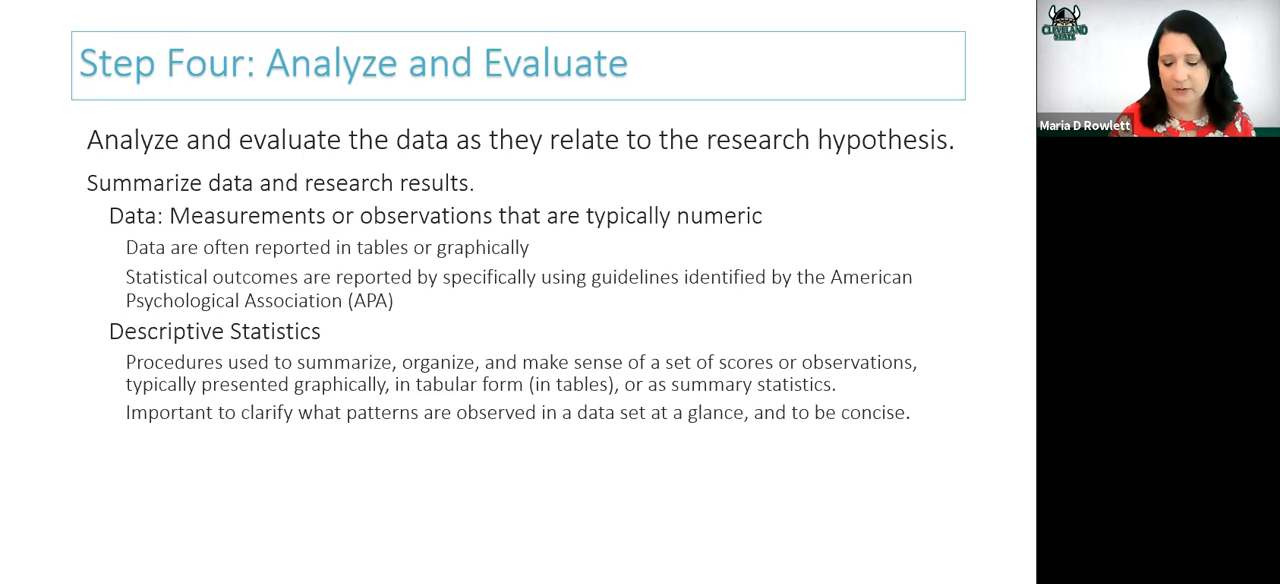 Step Four: Analyze and Evaluate
Analyze and evaluate the data as they relate to the research hypothesis.
Summarize data and research results.
Data: Measurements or observations that are typically numeric
Data are often reported in tables or graphically
Statistical outcomes are reported by specifically using guidelines identified by the American
Psychological Association (APA)
Descriptive Statistics
Procedures used to summarize, organize, and make sense of a set of scores or observations,
typically presented graphically, in tabular form (in tables), or as summary statistics.
Important to clarify what patterns are observed in a data set at a glance, and to be concise.
CLEVELAND
STATE
Maria D Rowlett